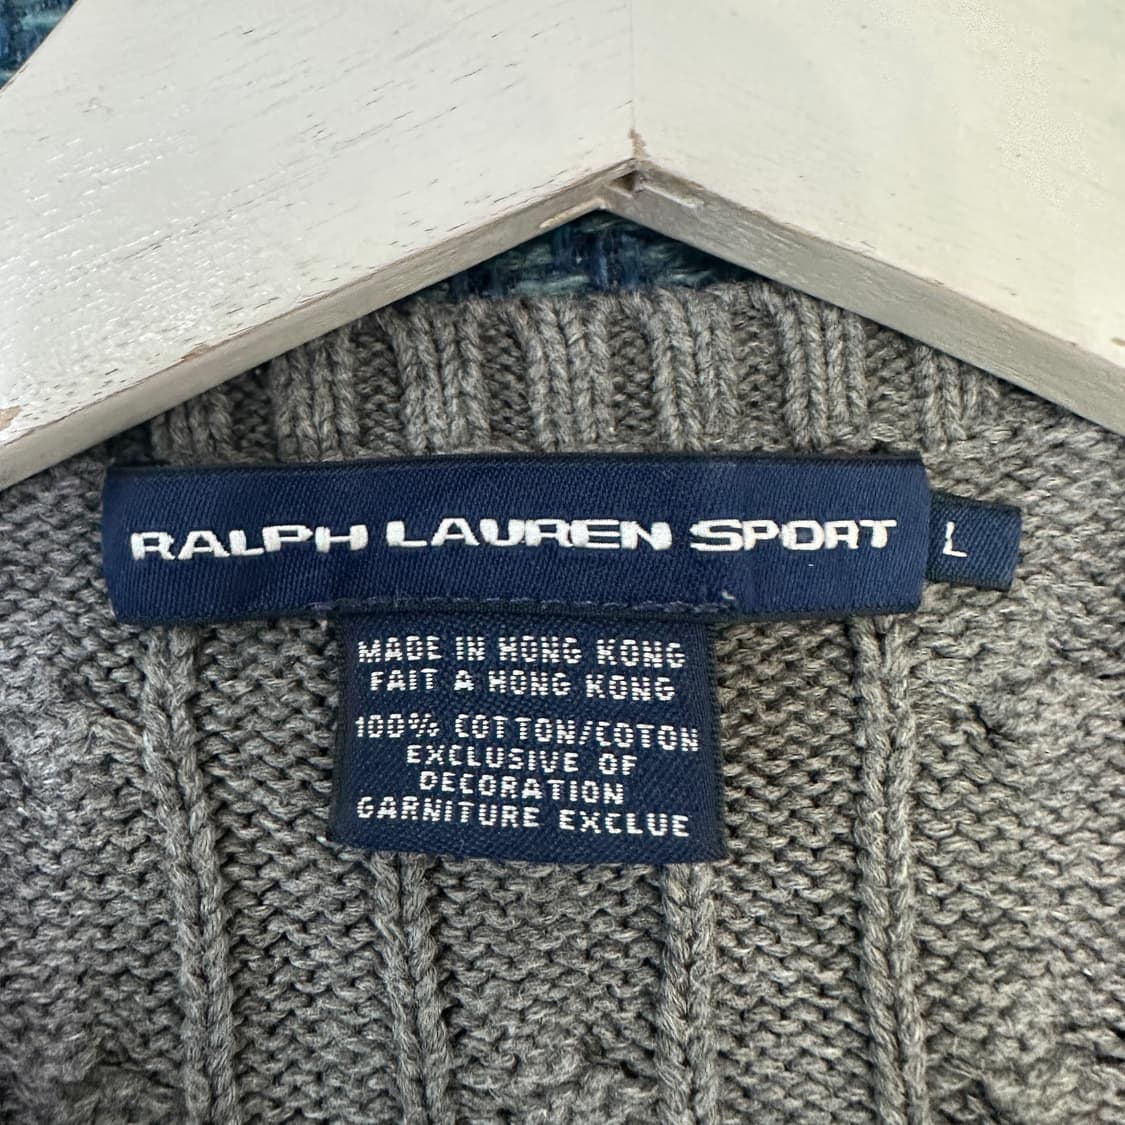 RALPH LAUREN SPORT
L
MADE IN HONG KONG
FAIT A HONG KONG
100% COTTON/COTON
EXCLUSIVE OF
DECORATION
GARNITURE EXCLUE